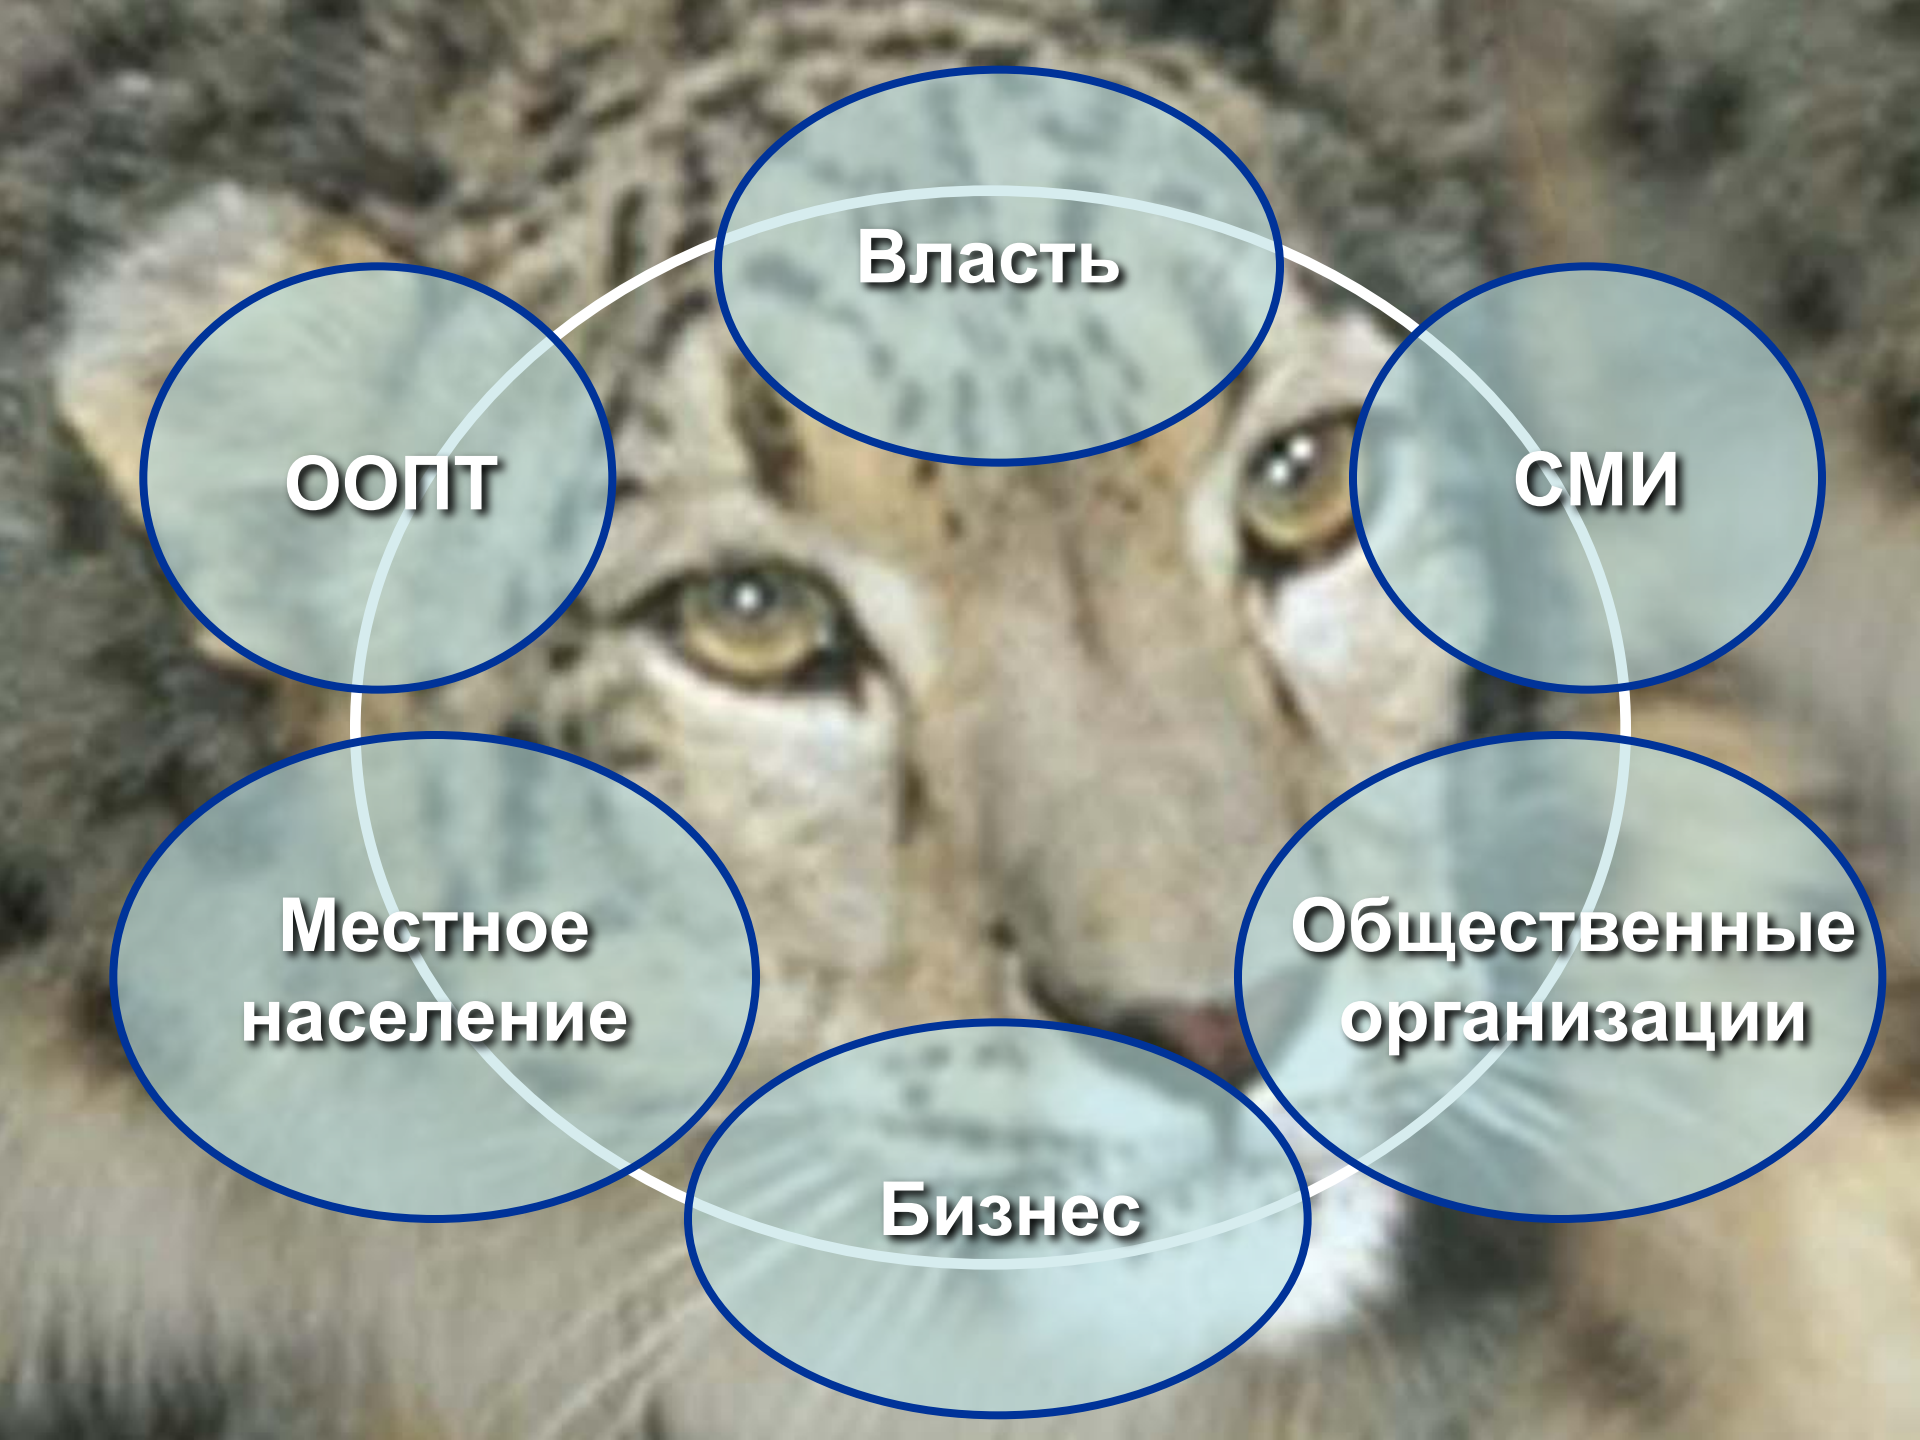 Власть
ООПТ
СМИ
Местное
население
Общественные
организации
Бизнес